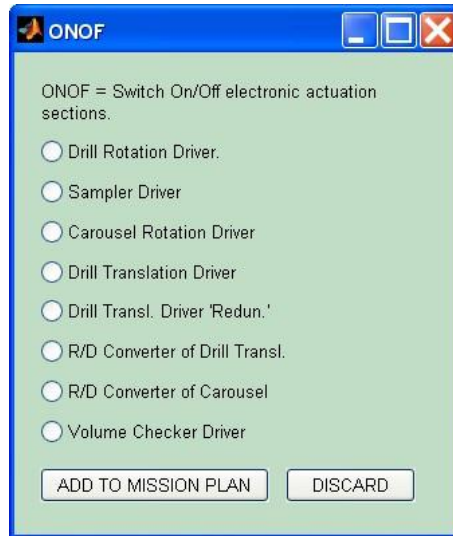 ONOF
ONOF = Switch On/Off electronic actuation
sections.
Drill Rotation Driver.
Sampler Driver
Carousel Rotation Driver
Drill Translation Driver
Drill Transl. Driver 'Redun.'
R/D Converter of Drill Transl.
R/D Converter of Carousel
Volume Checker Driver
ADD TO MISSION PLAN DISCARD